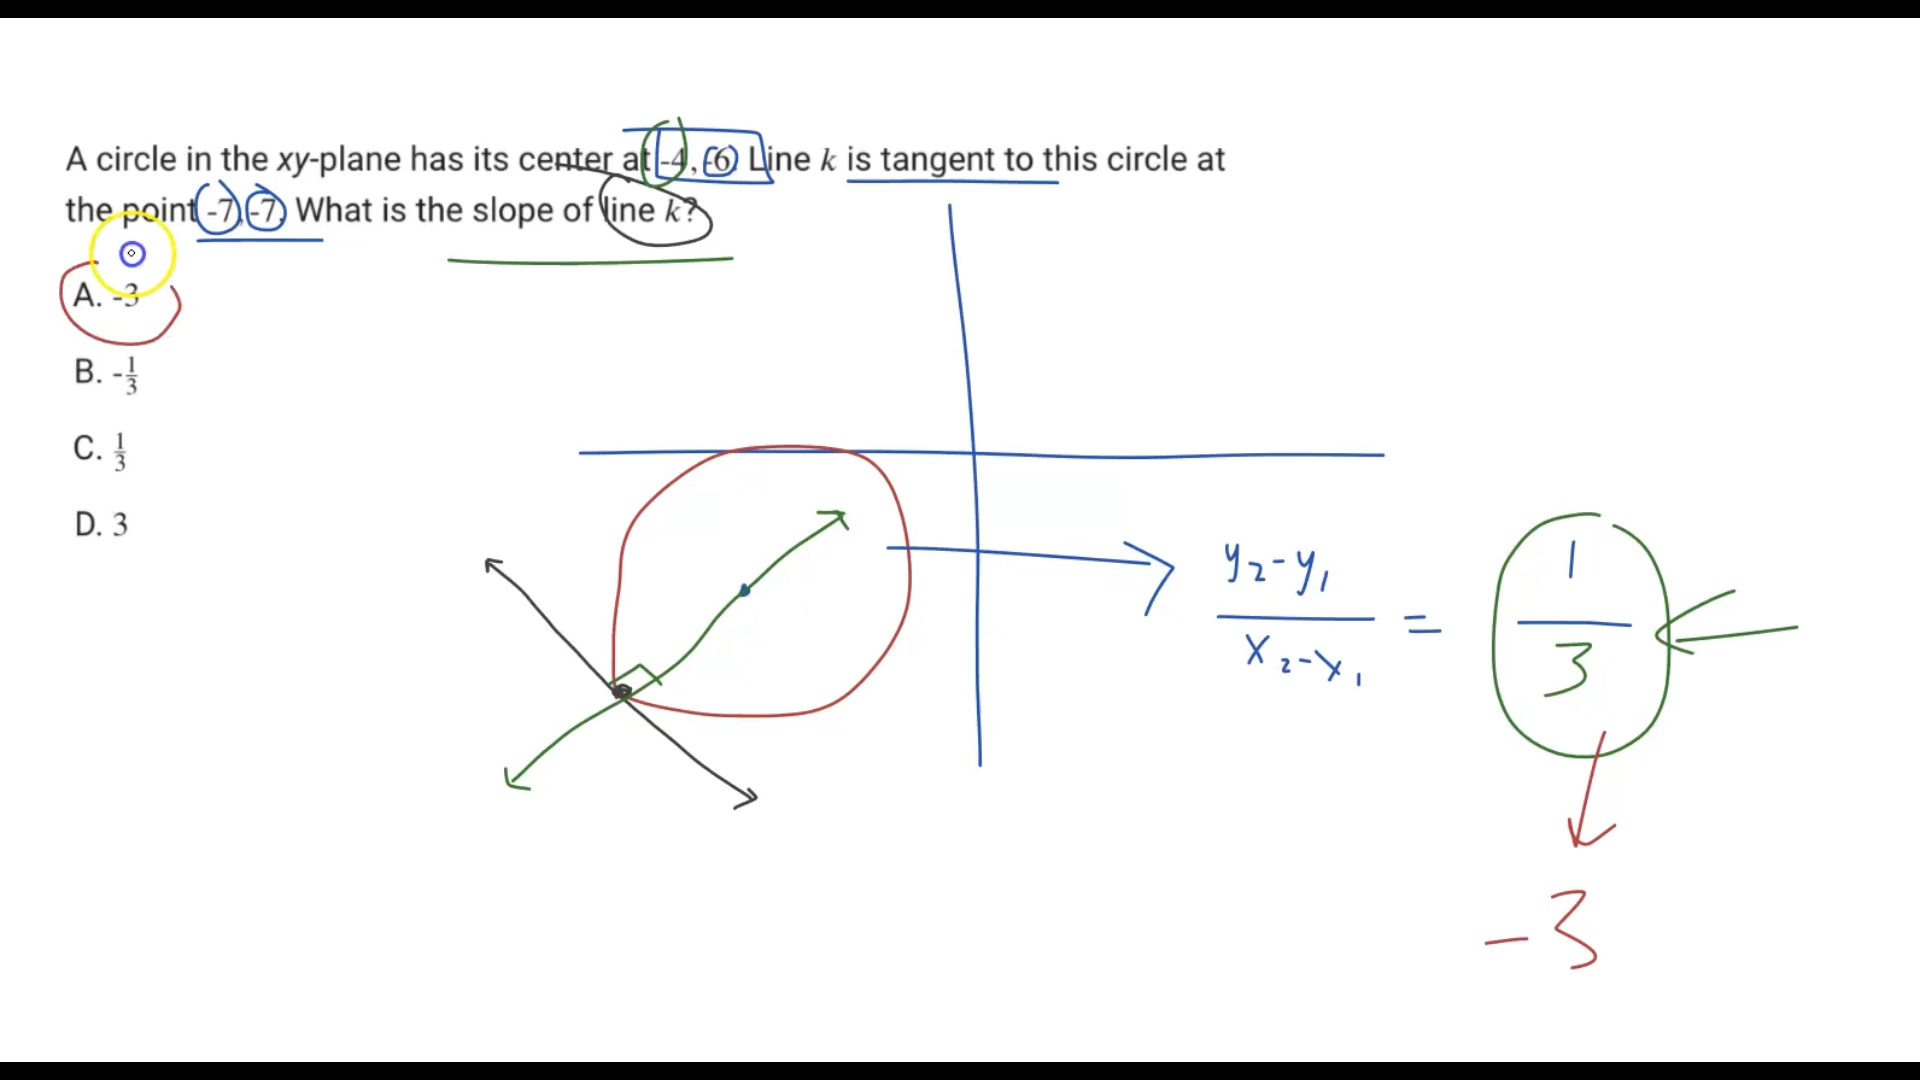 A circle in the xy-plane has its center at -4, -6. Line k is tangent to this circle at
the point -7, -7. What is the slope of line k?
A. -3
B. -1/3
C. 1/3
D. 3
y2-y1
x2-x1
=
1
3
-3